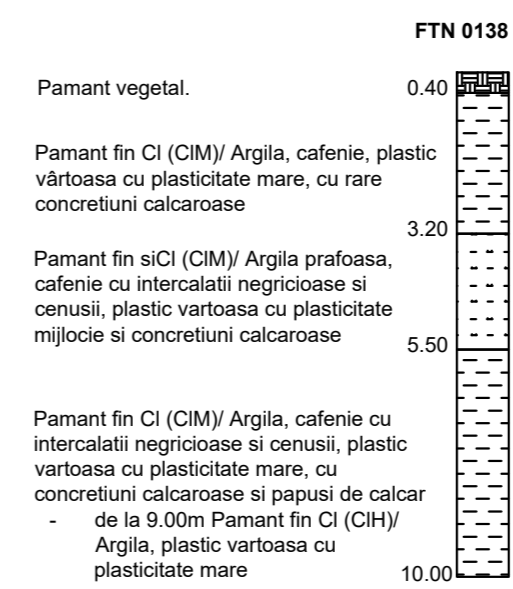 FTN 0138
Pamant vegetal.
0.40
Pamant fin Cl (ClM)/ Argila, cafenie, plastic
vârtoasa cu plasticitate mare, cu rare
concretiuni calcaroase
3.20
Pamant fin siCl (ClM)/ Argila prafoasa,
cafenie cu intercalatii negricioase si
cenusii, plastic vartoasa cu plasticitate
mijlocie si concretiuni calcaroase
5.50
Pamant fin Cl (ClM)/ Argila, cafenie cu
intercalatii negricioase si cenusii, plastic
vartoasa cu plasticitate mare, cu
concretiuni calcaroase si papusi de calcar
- de la 9.00m Pamant fin Cl (ClH)/
Argila, plastic vartoasa cu
plasticitate mare
10.00